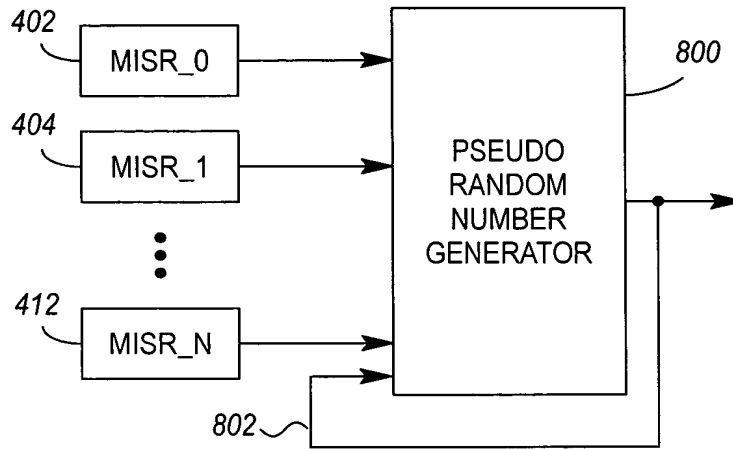 402
MISR_0
800
404
MISR_1
PSEUDO
RANDOM
NUMBER
GENERATOR
412
MISR_N
802